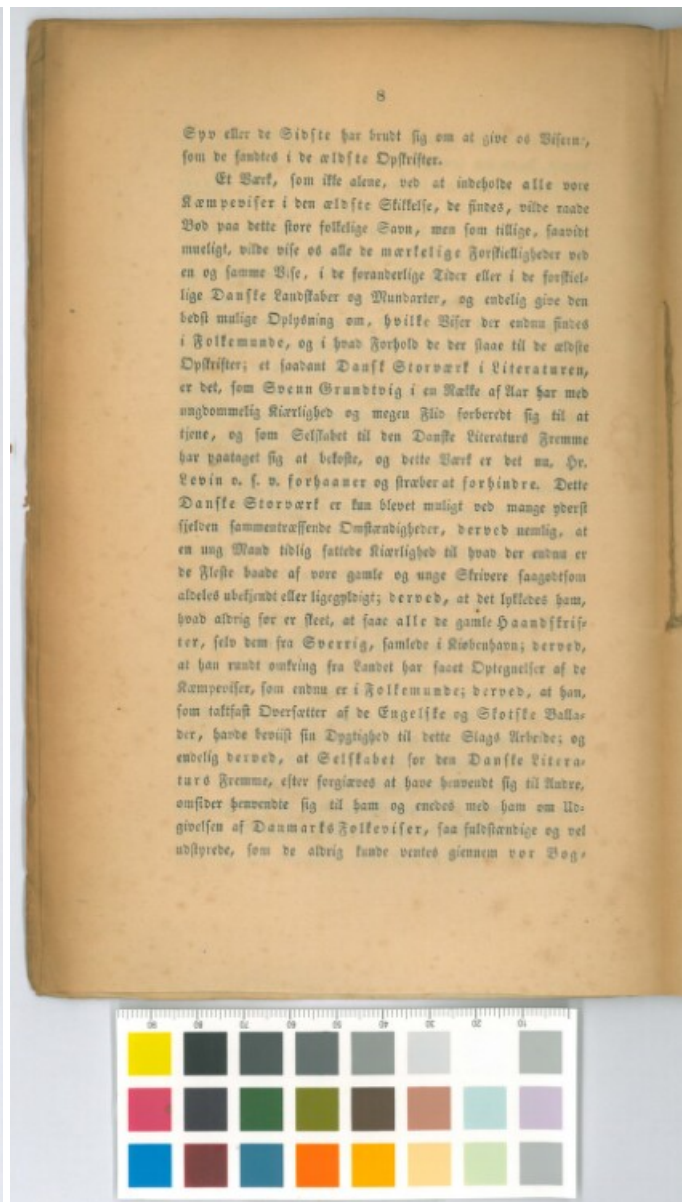 8
Syv eller de Sidste har brudt sig om at give os Viserne,
som de fandtes i de ældste Opskrifter.
Et Værk, som ikke alene, ved at indeholde alle vore
Kæmpeviser i den ældste Skikkelse, de findes, vilde raade
Bod paa dette store folkelige Savn, men som tillige, saavidt
mueligt, vilde vise os alle de mærkelige Forskielligheder ved
en og samme Vise, i de foranderlige Tider eller i de forskiel-
lige Danske Landskaber og Mundarter, og endelig give den
bedst mulige Oplysning om, hvilke Viser der endnu findes
i Folkemunde, og i hvad Forhold de der staae til de ældste
Opskrifter; et saadant Dansk Storværk i Literaturen,
er det, som Svenn Grundtvig i en Række af Aar har med
ungdommelig Kiærlighed og megen Flid forberedt sig til at
tjene, og som Selskabet til den Danske Literaturs Fremme
har paataget sig at bekoste, og dette Værk er det nu, Hr.
Levin o. s. v. forhaaner og stræber at forhindre. Dette
Danske Storværk er kun blevet muligt ved mange yderst
sjelden sammentræffende Omstændigheder, derved nemlig, at
en ung Mand tidlig fattede Kiærlighed til hvad der endnu er
de Fleste baade af vore gamle og unge Skrivere saagodtsom
aldeles ubekjendt eller ligegyldigt; derved, at det lykkedes ham,
hvad aldrig før er skeet, at faae alle de gamle Haandskrif-
ter, selv dem fra Sverrig, samlede i Kiøbenhavn; derved,
at han rundt omkring fra Landet har faaet Optegnelser af de
Kæmpeviser, som endnu er i Folkemunde; derved, at han,
som taktfast Oversætter af de Engelske og Skotske Balla-
der, havde beviist sin Dygtighed til dette Slags Arbeide; og
endelig derved, at Selskabet for den Danske Litera-
turs Fremme, efter forgiæves at have henvendt sig til Andre,
omsider henvendte sig til ham og enedes med ham om Ud-
givelsen af Danmarks Folkeviser, saa fuldstændige og vel
udstyrede, som de aldrig kunde ventes giennem vor Bog-
90 80 70 60 50 40 30 20 10